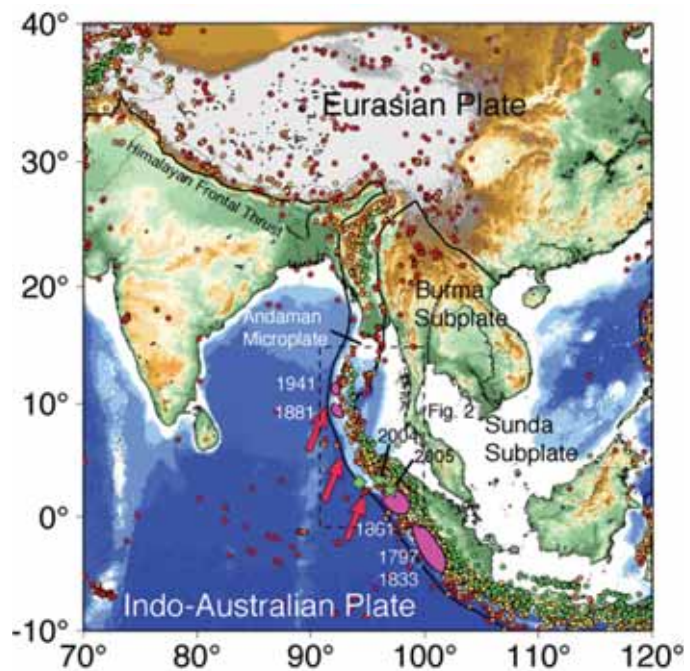 40°
Eurasian Plate
30°
Himalayan Frontal Thrust
20°
Burma
Subplate
Andaman
Microplate
1941
10°
1881
Fig. 2
Sunda
Subplate
2004
2005
0°
1861
1797
1833
Indo-Australian Plate
-10°
70°
80°
90°
100°
110°
120°